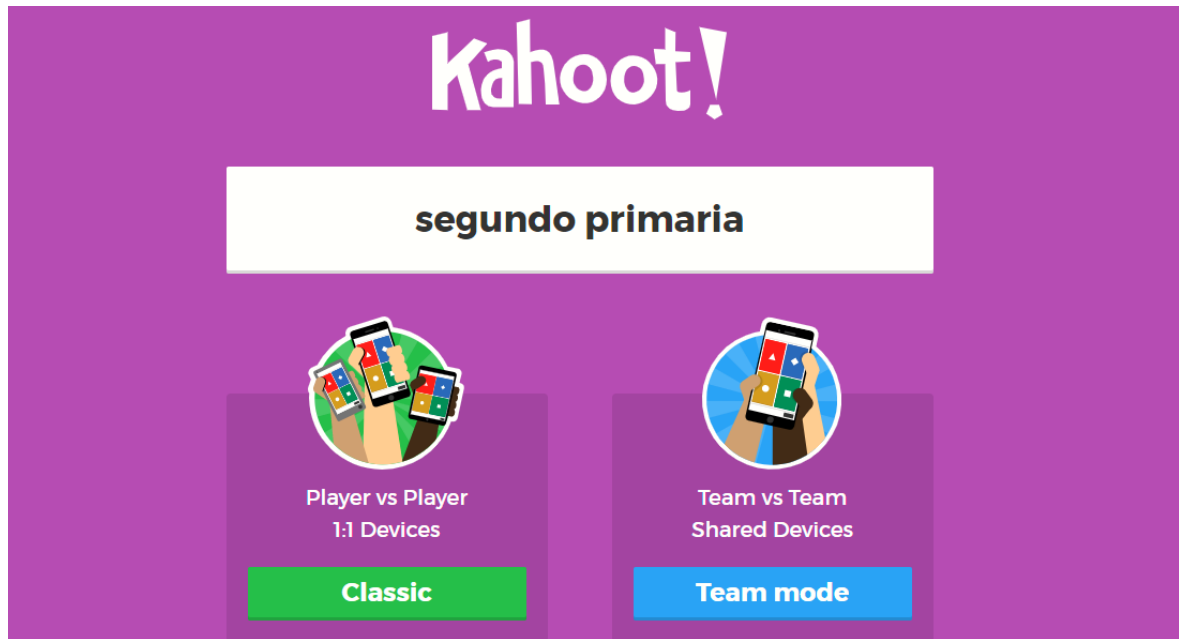 Kahoot!
segundo primaria
Player vs Player
1:1 Devices
Classic
Team vs Team
Shared Devices
Team mode